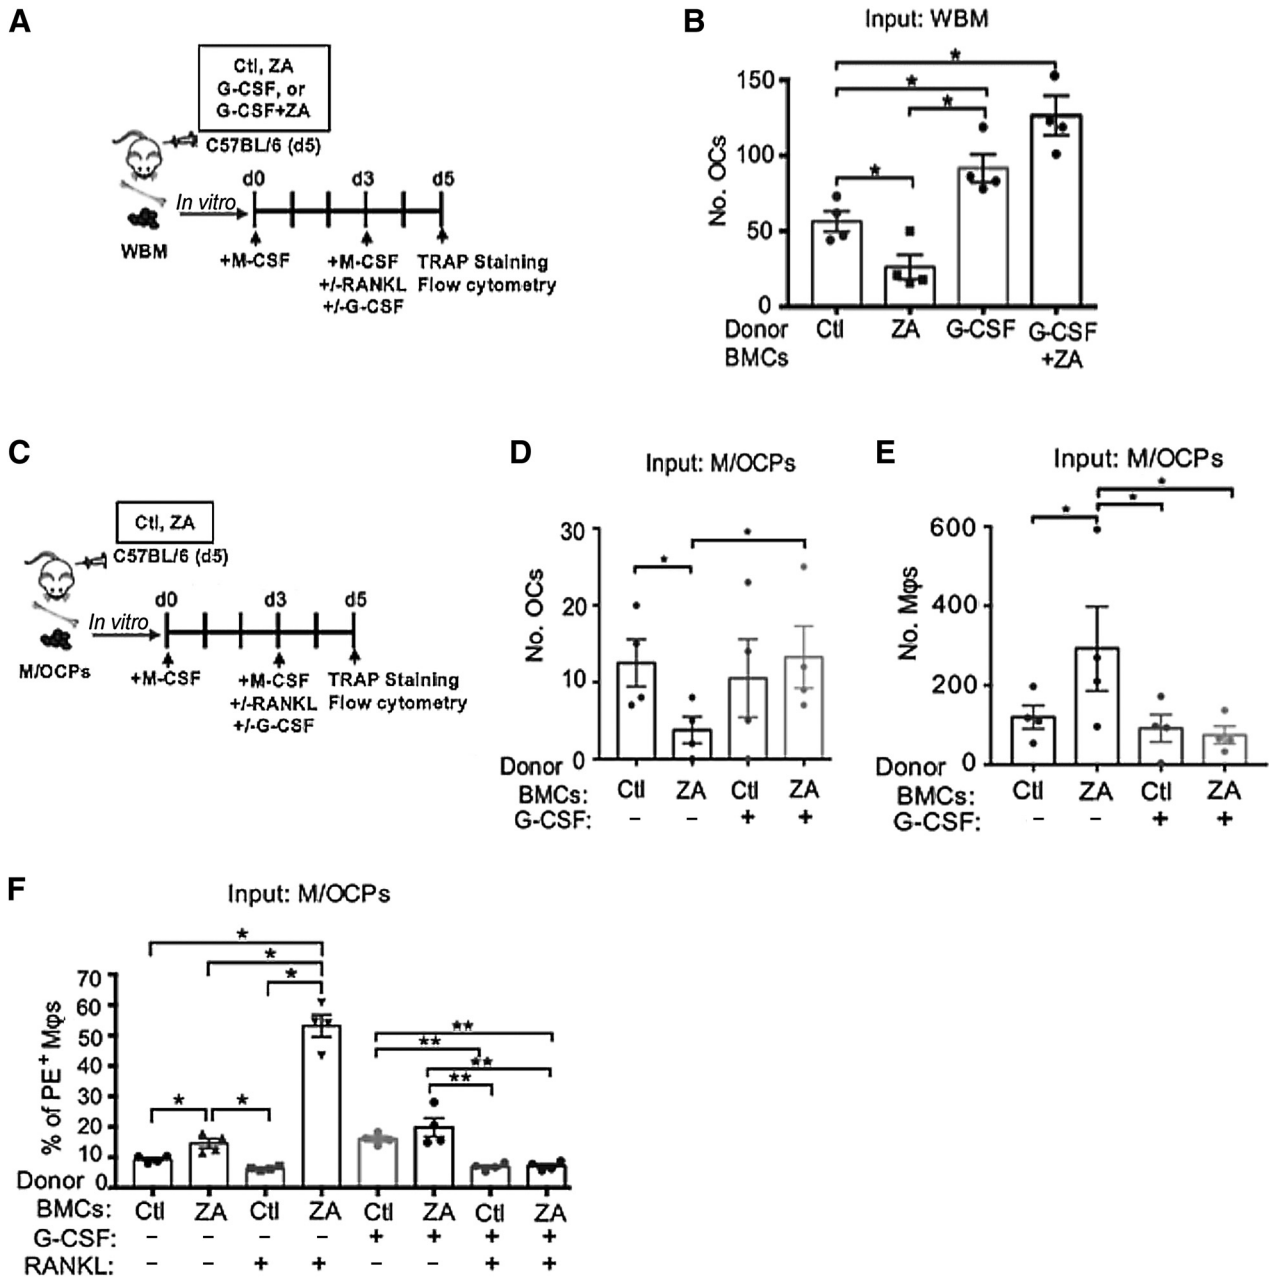 A
Ctl, ZA
G-CSF, or
G-CSF+ZA
C57BL/6 (d5)
In vitro
WBM
d0
d3
d5
+M-CSF
+M-CSF
+/-RANKL
+/-G-CSF
TRAP Staining
Flow cytometry
B
Input: WBM
*
*
*
*
No. OCs
150
100
50
0
Donor
BMCs
Ctl
ZA
G-CSF
G-CSF
+ZA
C
Ctl, ZA
C57BL/6 (d5)
In vitro
M/OCPs
d0
d3
d5
+M-CSF
+M-CSF
+/-RANKL
+/-G-CSF
TRAP Staining
Flow cytometry
D
Input: M/OCPs
*
*
No. OCs
30
20
10
0
Donor
BMCs:
Ctl
ZA
Ctl
ZA
G-CSF:
−
−
+
+
E
Input: M/OCPs
*
*
*
No. Mφs
600
400
200
0
Donor
BMCs:
Ctl
ZA
Ctl
ZA
G-CSF:
−
−
+
+
F
Input: M/OCPs
*
*
*
*
*
**
**
**
**
% of PE+ Mφs
70
60
50
40
30
20
10
0
Donor
BMCs: Ctl ZA Ctl ZA Ctl ZA Ctl ZA
G-CSF: − − − − + + + +
RANKL: − − + + − − + +